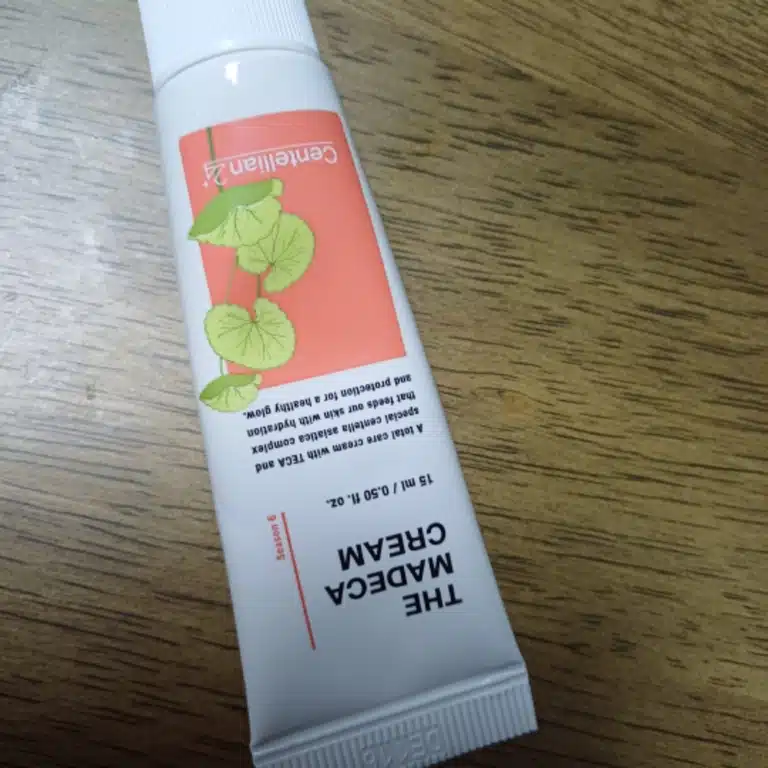 THE
MADECA
CREAM
Season 6
15 ml / 0.50 fl. oz.
A total care cream with TECA and
special centella asiatica complex
that feeds our skin with hydration
and protection for a healthy glow.
Centellian 24+